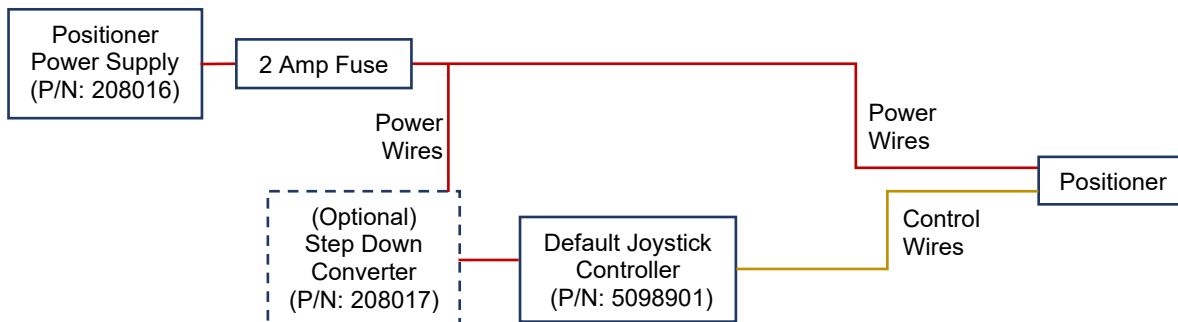 Positioner
Power Supply
(P/N: 208016)
2 Amp Fuse
Power
Wires
Power
Wires
Positioner
(Optional)
Step Down
Converter
(P/N: 208017)
Default Joystick
Controller
(P/N: 5098901)
Control
Wires